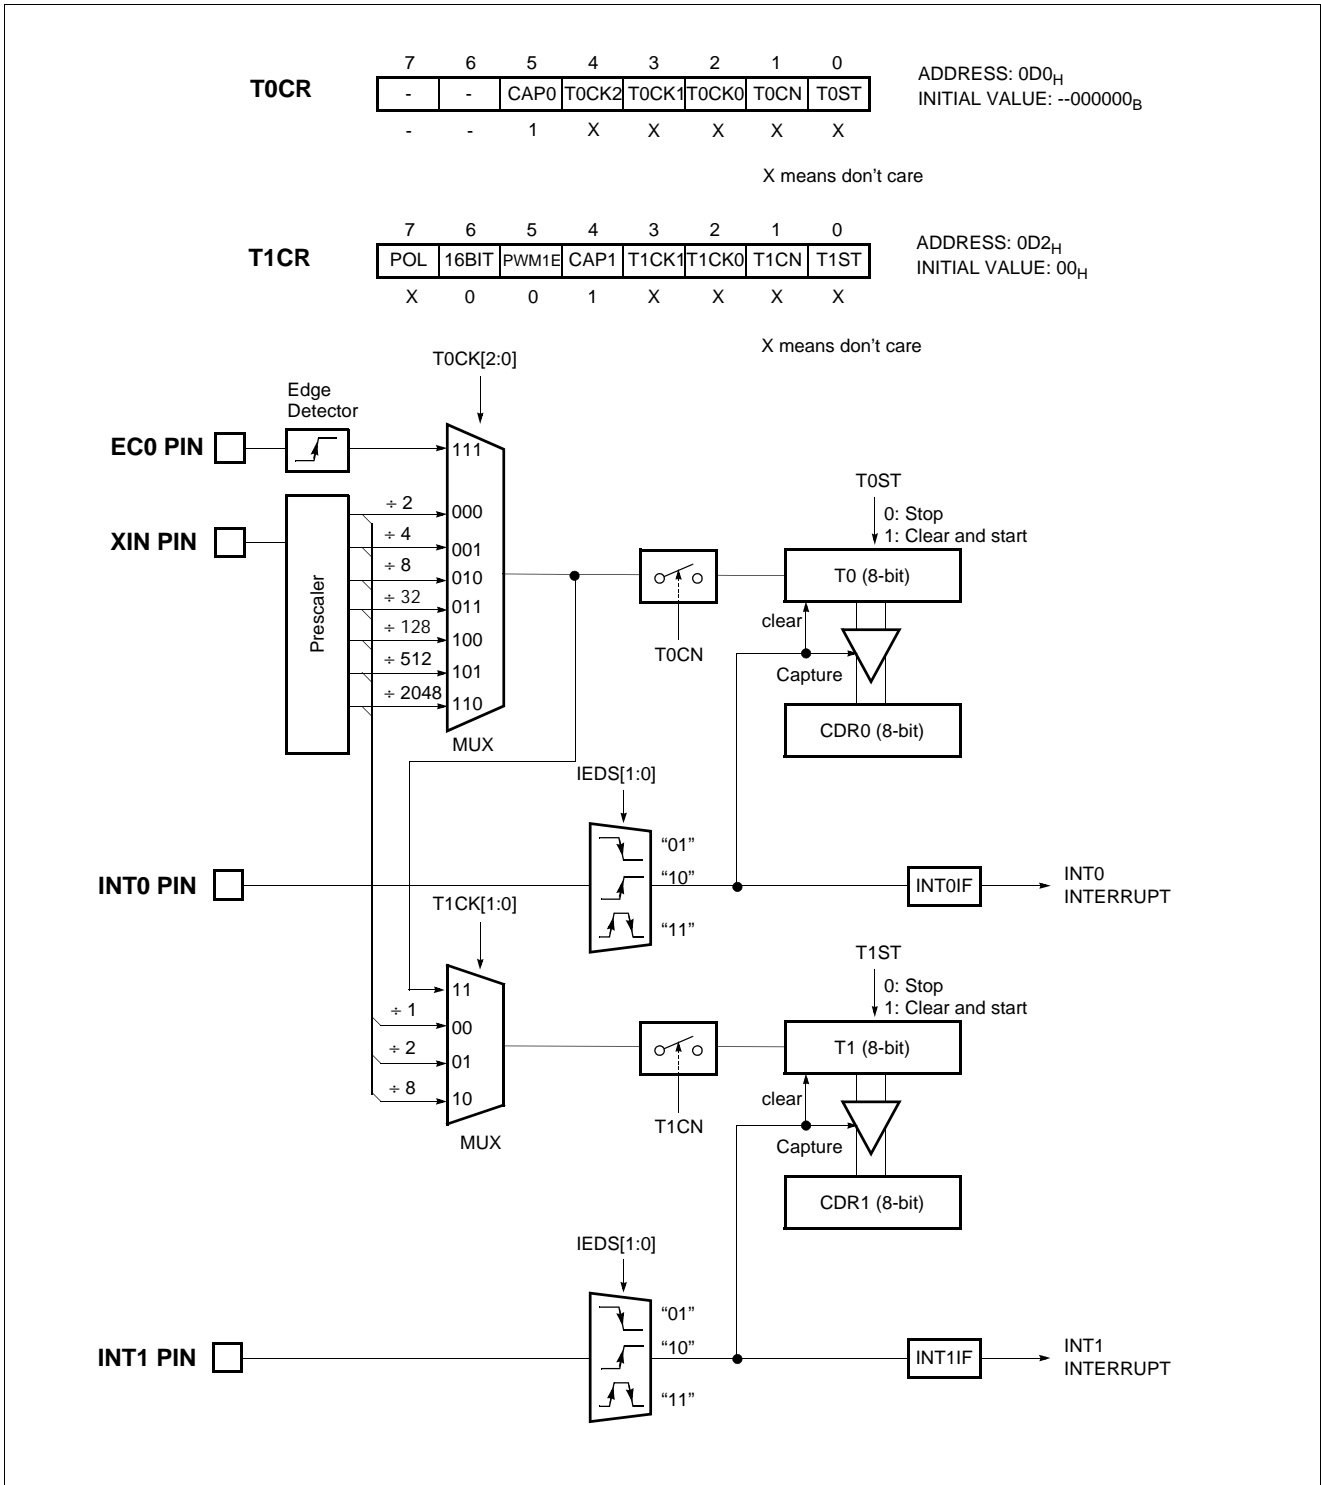 7 6 5 4 3 2 1 0
T0CR - - CAP0 T0CK2 T0CK1 T0CK0 T0CN T0ST
ADDRESS: 0D0H
INITIAL VALUE: --000000B
- - 1 X X X X X
X means don't care
7 6 5 4 3 2 1 0
T1CR POL 16BIT PWM1E CAP1 T1CK1 T1CK0 T1CN T1ST
ADDRESS: 0D2H
INITIAL VALUE: 00H
X 0 0 1 X X X X
X means don't care
T0CK[2:0]
Edge
Detector
EC0 PIN
111
XIN PIN
Prescaler
÷ 2 000
÷ 4 001
÷ 8 010
÷ 32 011
÷ 128 100
÷ 512 101
÷ 2048 110
MUX
T0CN
T0ST
0: Stop
1: Clear and start
T0 (8-bit)
clear
Capture
CDR0 (8-bit)
IEDS[1:0]
“01”
“10”
“11”
INT0 PIN
INT0IF
INT0
INTERRUPT
T1CK[1:0]
11
÷ 1 00
÷ 2 01
÷ 8 10
MUX
T1CN
T1ST
0: Stop
1: Clear and start
T1 (8-bit)
clear
Capture
CDR1 (8-bit)
IEDS[1:0]
“01”
“10”
“11”
INT1 PIN
INT1IF
INT1
INTERRUPT